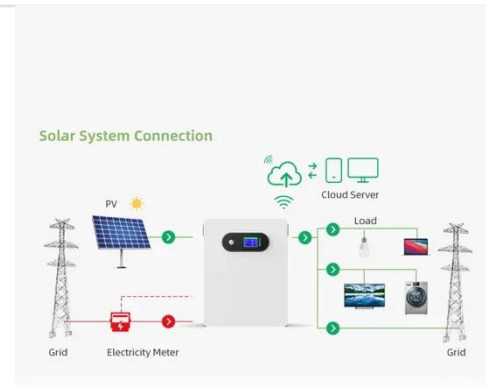 Solar System Connection
PV
Cloud Server
Load
Grid
Electricity Meter
Grid